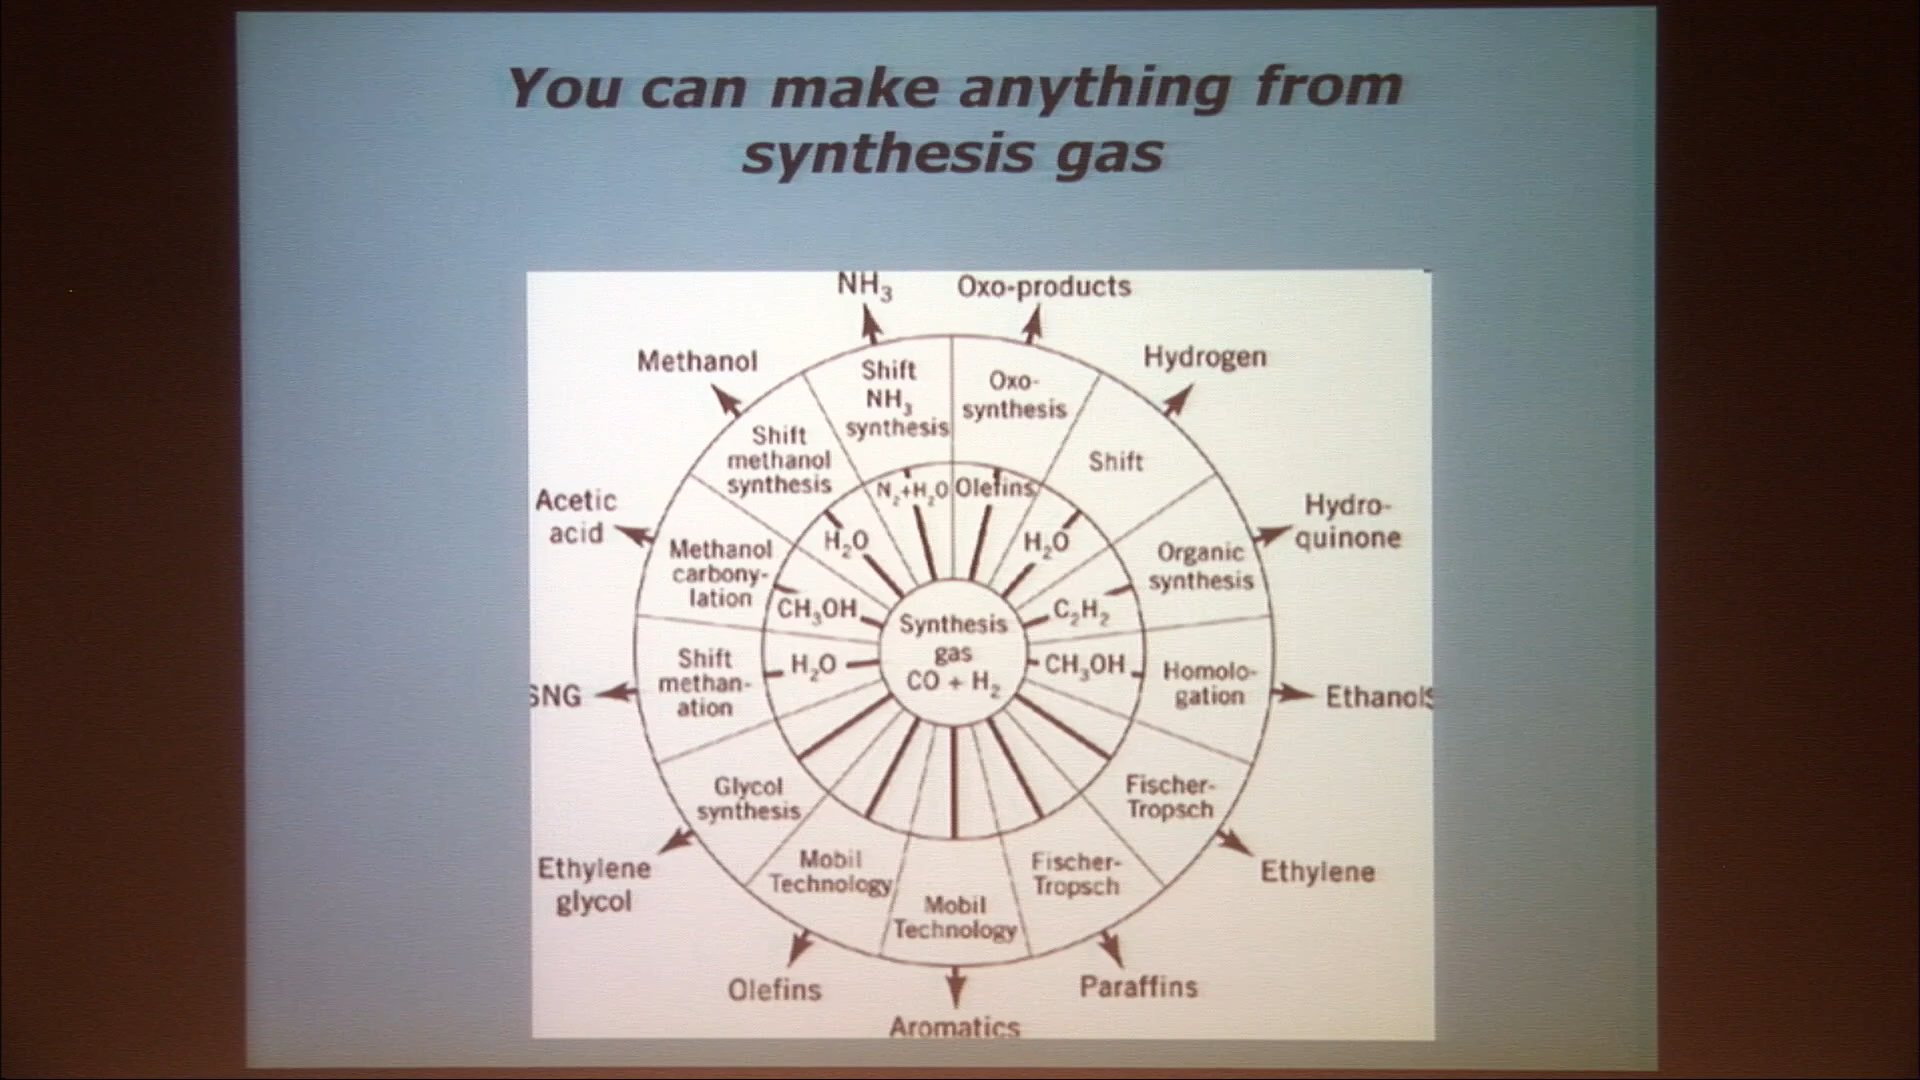 You can make anything from
synthesis gas
NH₃
Oxo-products
Methanol
Hydrogen
Acetic
acid
Hydro-
quinone
SNG
Ethanols
Ethylene
glycol
Ethylene
Olefins
Paraffins
Aromatics
Shift
NH₃
synthesis
Oxo-
synthesis
Shift
methanol
synthesis
Shift
Methanol
carbony-
lation
Organic
synthesis
Shift
methan-
ation
Homolo-
gation
Glycol
synthesis
Fischer-
Tropsch
Mobil
Technology
Fischer-
Tropsch
Mobil
Technology
N₂+H₂O
Olefins
H₂O
H₂O
CH₃OH
C₂H₂
H₂O
CH₃OH
Synthesis
gas
CO + H₂